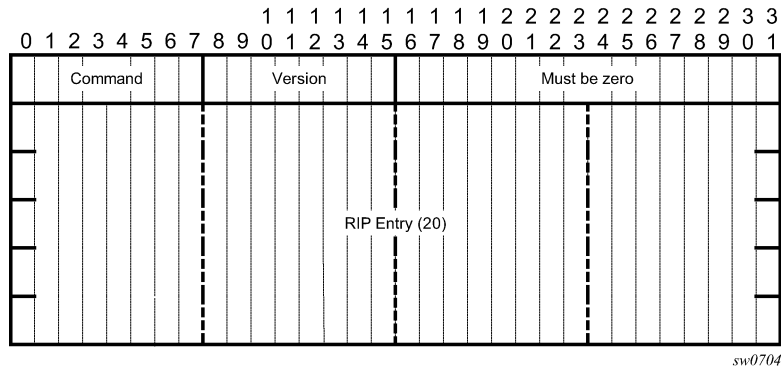 1 1 1 1 1 1 1 1 1 1 2 2 2 2 2 2 2 2 2 2 3 3
0 1 2 3 4 5 6 7 8 9 0 1 2 3 4 5 6 7 8 9 0 1 2 3 4 5 6 7 8 9 0 1
Command Version Must be zero
RIP Entry (20)
sw0704